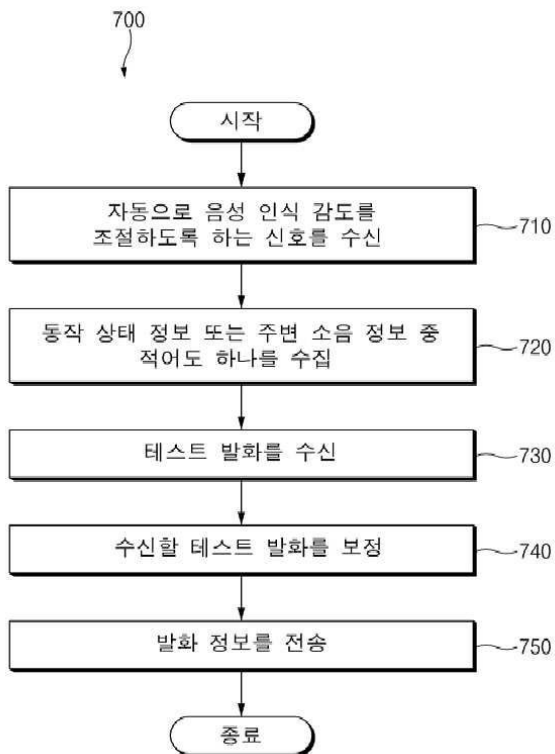 700
시작
자동으로 음성 인식 감도를
조절하도록 하는 신호를 수신
710
동작 상태 정보 또는 주변 소음 정보 중
적어도 하나를 수집
720
테스트 발화를 수신
730
수신할 테스트 발화를 보정
740
발화 정보를 전송
750
종료